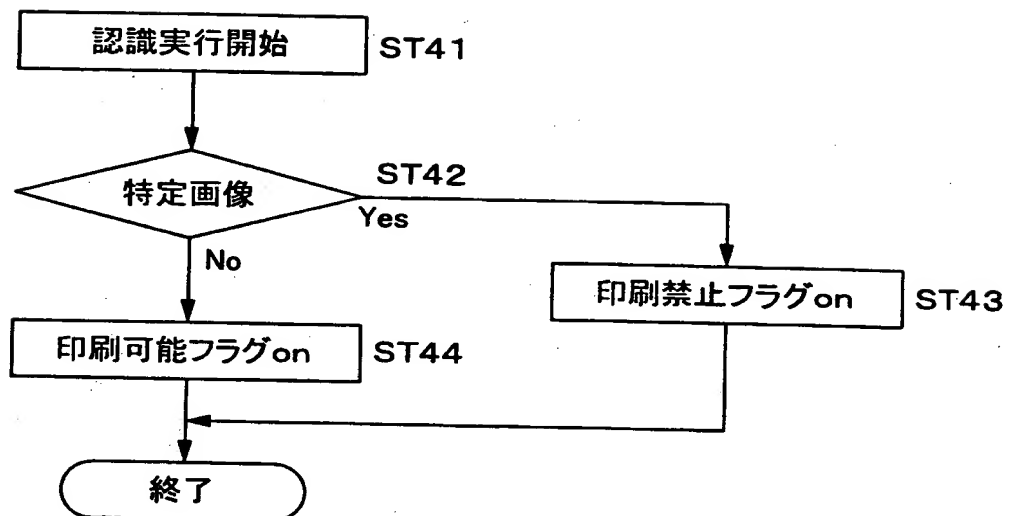 認識実行開始 ST41
特定画像 ST42
Yes
No
印刷禁止フラグon ST43
印刷可能フラグon ST44
終了